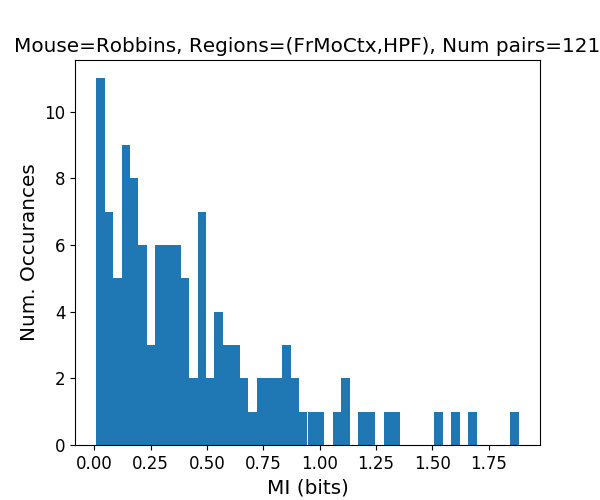 Mouse=Robbins, Regions=(FrMoCtx,HPF), Num pairs=121
10
8
6
4
2
0
Num. Occurances
0.00 0.25 0.50 0.75 1.00 1.25 1.50 1.75
MI (bits)